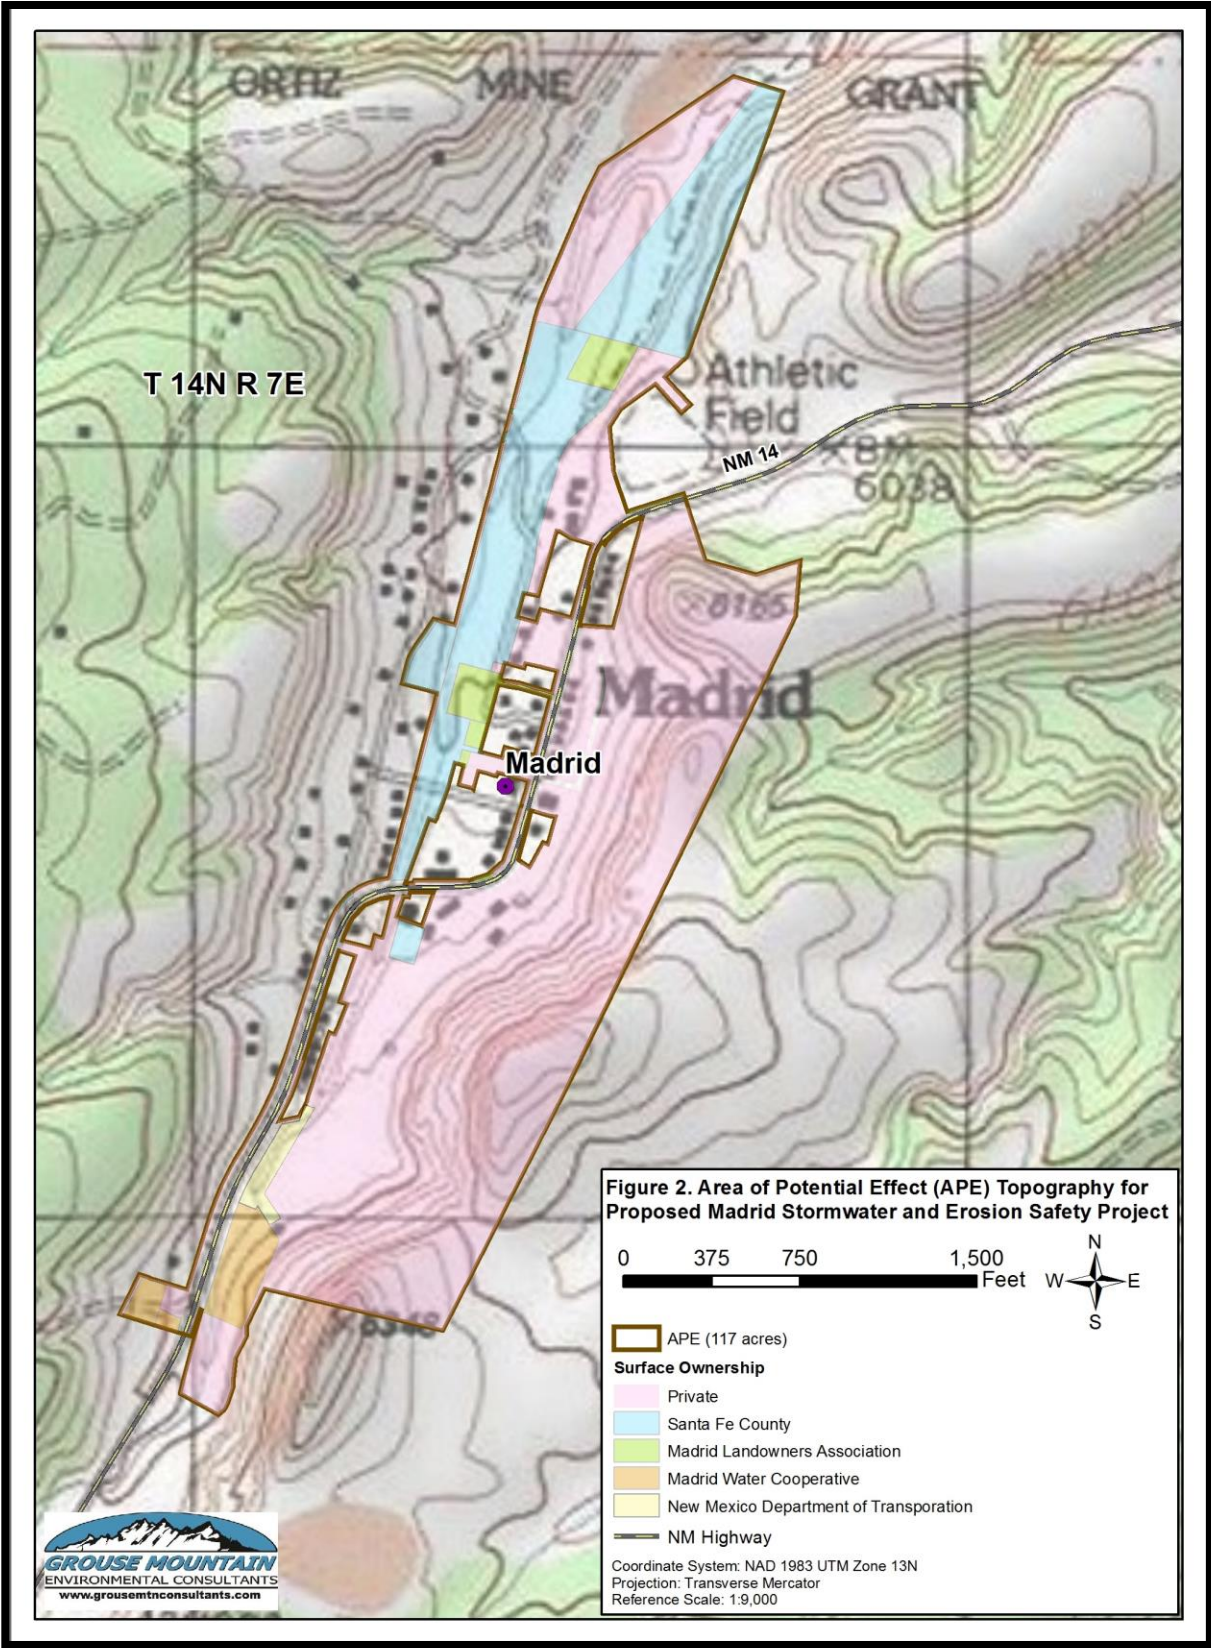 ORTIZ MINE GRANT
T 14N R 7E
Athletic
Field
NM 14
XBM
6038
6165
Madrid
Madrid
6348
Figure 2. Area of Potential Effect (APE) Topography for
Proposed Madrid Stormwater and Erosion Safety Project
0 375 750 1,500
Feet
N
W E
S
APE (117 acres)
Surface Ownership
Private
Santa Fe County
Madrid Landowners Association
Madrid Water Cooperative
New Mexico Department of Transporation
NM Highway
Coordinate System: NAD 1983 UTM Zone 13N
Projection: Transverse Mercator
Reference Scale: 1:9,000
GROUSE MOUNTAIN
ENVIRONMENTAL CONSULTANTS
www.grousemtnconsultants.com